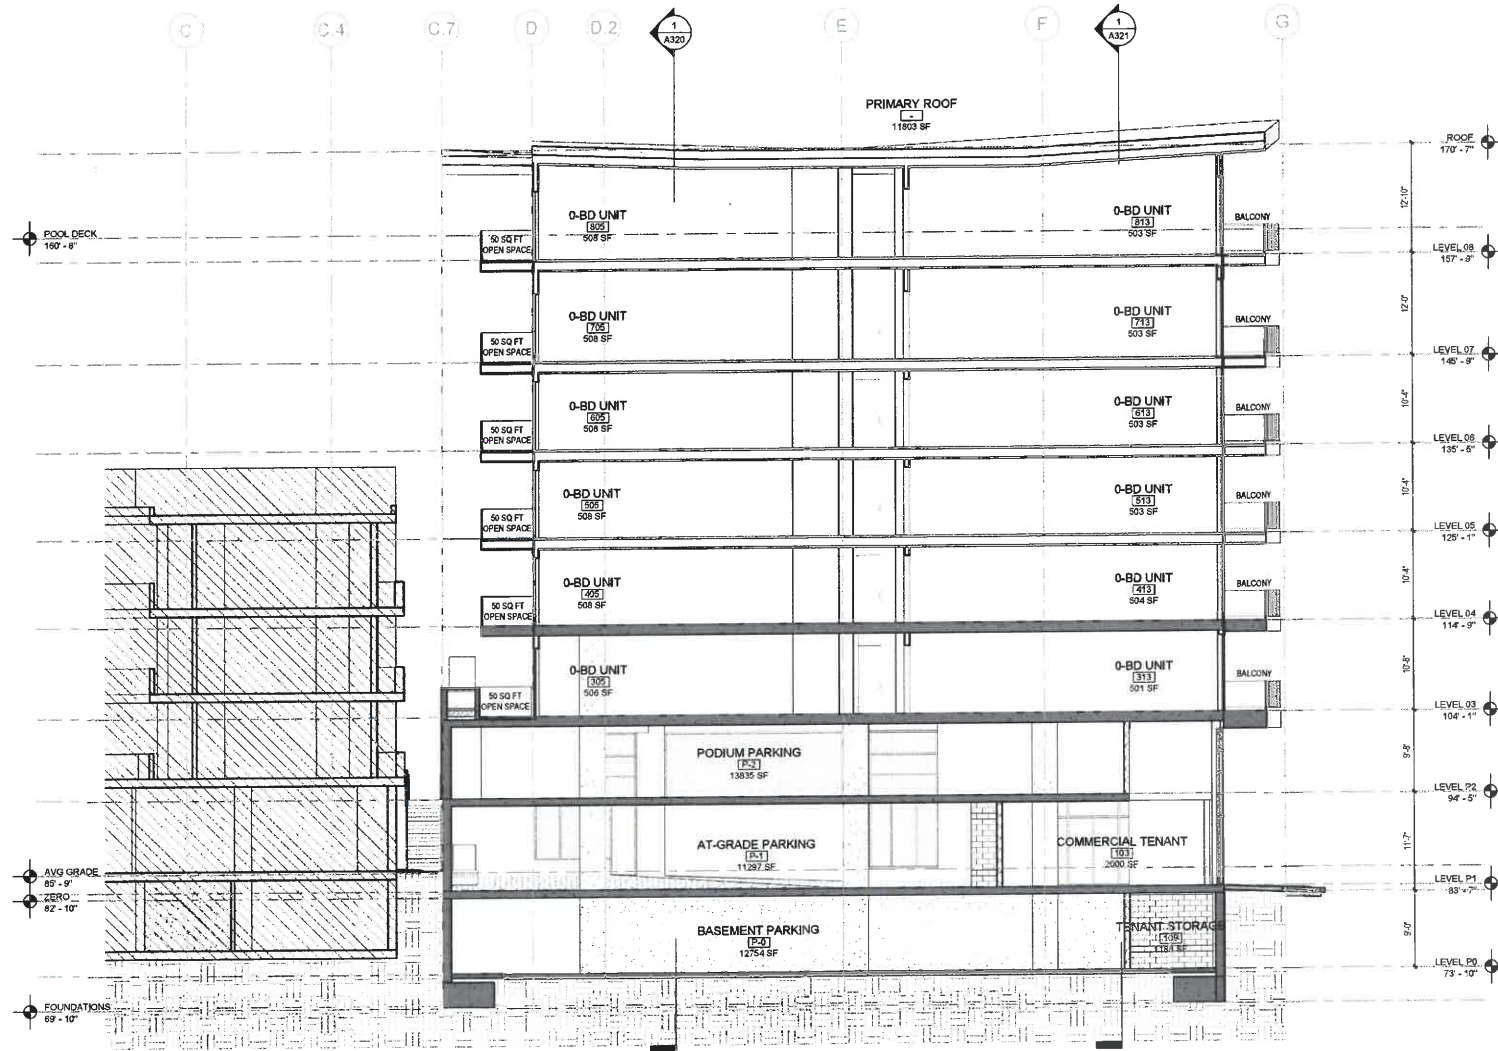 C
C.4
C.7
D
D.2
1
A320
E
F
1
A321
G
PRIMARY ROOF
-
11803 SF
ROOF
170' - 7"
12'-10"
POOL DECK
160' - 8"
0-BD UNIT
805
508 SF
50 SQ FT
OPEN SPACE
0-BD UNIT
813
503 SF
BALCONY
LEVEL 08
157' - 9"
12'-0"
0-BD UNIT
705
508 SF
50 SQ FT
OPEN SPACE
0-BD UNIT
713
503 SF
BALCONY
LEVEL 07
145' - 9"
10'-4"
0-BD UNIT
605
508 SF
50 SQ FT
OPEN SPACE
0-BD UNIT
613
503 SF
BALCONY
LEVEL 06
135' - 5"
10'-4"
0-BD UNIT
505
508 SF
50 SQ FT
OPEN SPACE
0-BD UNIT
513
503 SF
BALCONY
LEVEL 05
125' - 1"
10'-4"
0-BD UNIT
405
508 SF
50 SQ FT
OPEN SPACE
0-BD UNIT
413
504 SF
BALCONY
LEVEL 04
114' - 9"
10'-8"
0-BD UNIT
305
506 SF
50 SQ FT
OPEN SPACE
0-BD UNIT
313
501 SF
BALCONY
LEVEL 03
104' - 1"
9'-8"
PODIUM PARKING
P-2
13835 SF
LEVEL P2
94' - 5"
11'-7"
AT-GRADE PARKING
P-1
11297 SF
COMMERCIAL TENANT
103
2000 SF
AVG GRADE
85' - 9"
ZERO
82' - 10"
LEVEL P1
83' - 7"
9'-0"
BASEMENT PARKING
P-0
12754 SF
TENANT STORAGE
109
1184 SF
LEVEL P0
73' - 10"
FOUNDATIONS
69' - 10"